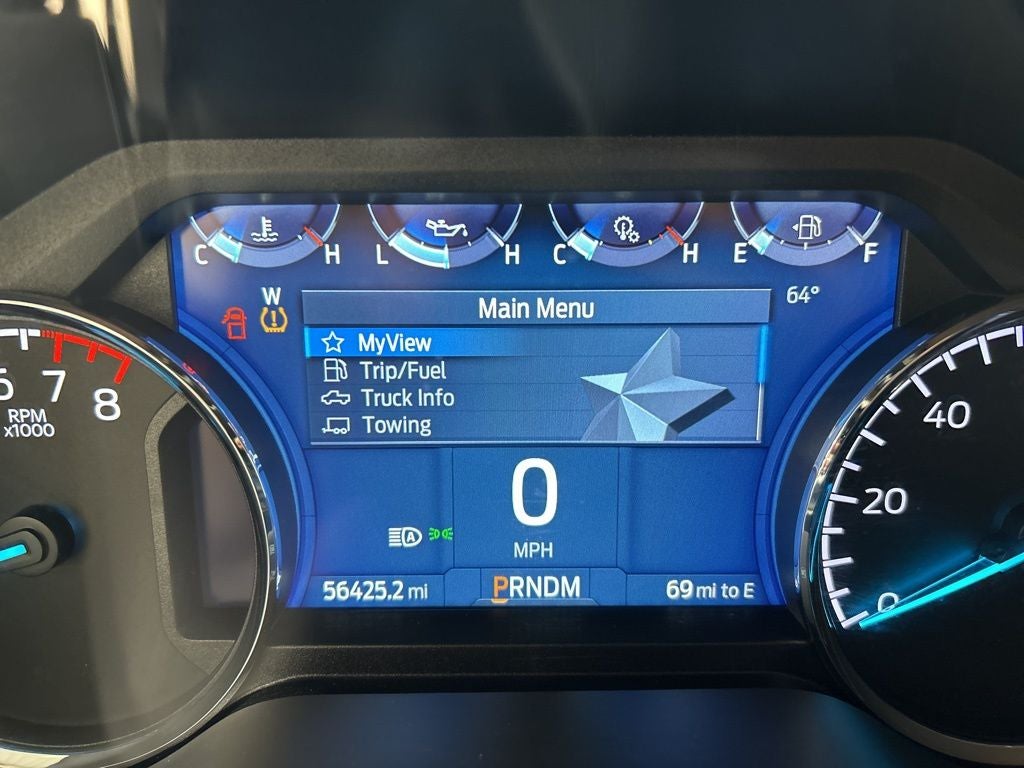 C H L H C H E F
W
64°
Main Menu
MyView
Trip/Fuel
Truck Info
Towing
6 7 8
RPM
x1000
40
20
0
0
MPH
A
56425.2 mi
PRNDM
69 mi to E